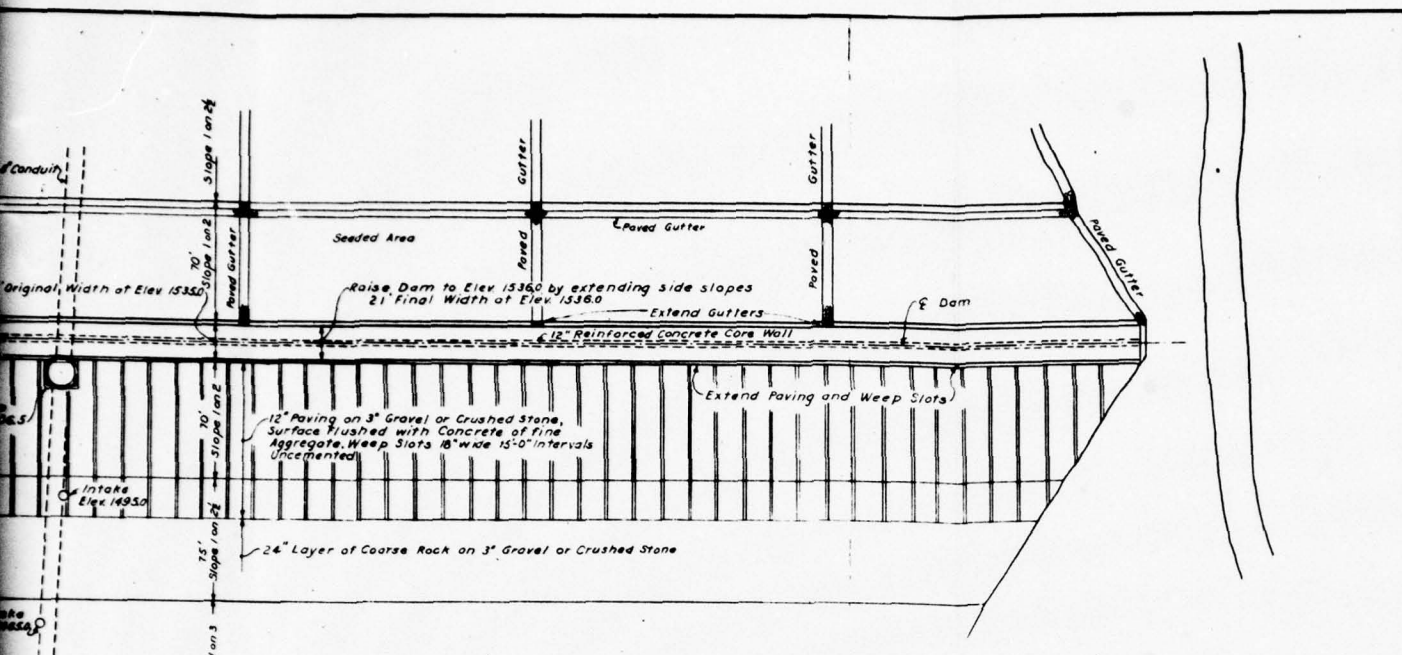 Slope 1 on 2½
Gutter
Gutter
Conduit
70'
Slope 1 on 2
Paved Gutter
Seeded Area
Paved
Paved Gutter
Paved
Paved Gutter
Original Width at Elev. 1535.0
Raise Dam to Elev. 1536.0 by extending side slopes
21' Final Width at Elev. 1536.0
Extend Gutters
12" Reinforced Concrete Core Wall
℄ Dam
70'
Slope 1 on 2
Extend Paving and Weep Slots
12" Paving on 3" Gravel or Crushed Stone,
Surface Flushed with Concrete of fine
Aggregate. Weep Slots 18" wide 15'-0" Intervals
Uncemented
Intake
Elev. 1495.0
75'
Slope 1 on 2½
24" Layer of Coarse Rock on 3" Gravel or Crushed Stone
on 3